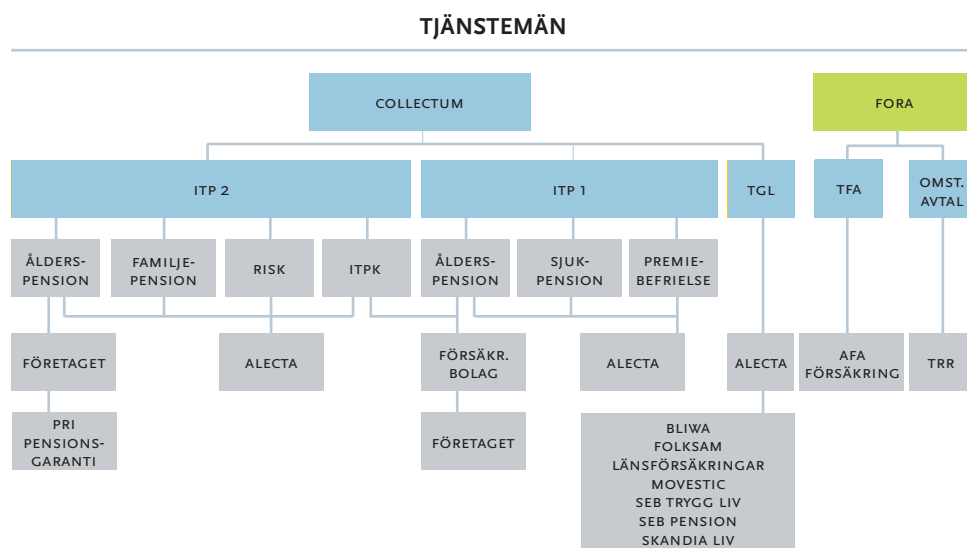 TJÄNSTEMÄN
COLLECTUM
FORA
ITP 2
ITP 1
TGL
TFA
OMST.
AVTAL
ÅLDERS-
PENSION
FAMILJE-
PENSION
RISK
ITPK
ÅLDERS-
PENSION
SJUK-
PENSION
PREMIE-
BEFRIELSE
FÖRETAGET
ALECTA
FÖRSÄKR.
BOLAG
ALECTA
ALECTA
AFA
FÖRSÄKRING
TRR
PRI
PENSIONS-
GARANTI
FÖRETAGET
BLIWA
FOLKSAM
LÄNSFÖRSÄKRINGAR
MOVESTIC
SEB TRYGG LIV
SEB PENSION
SKANDIA LIV